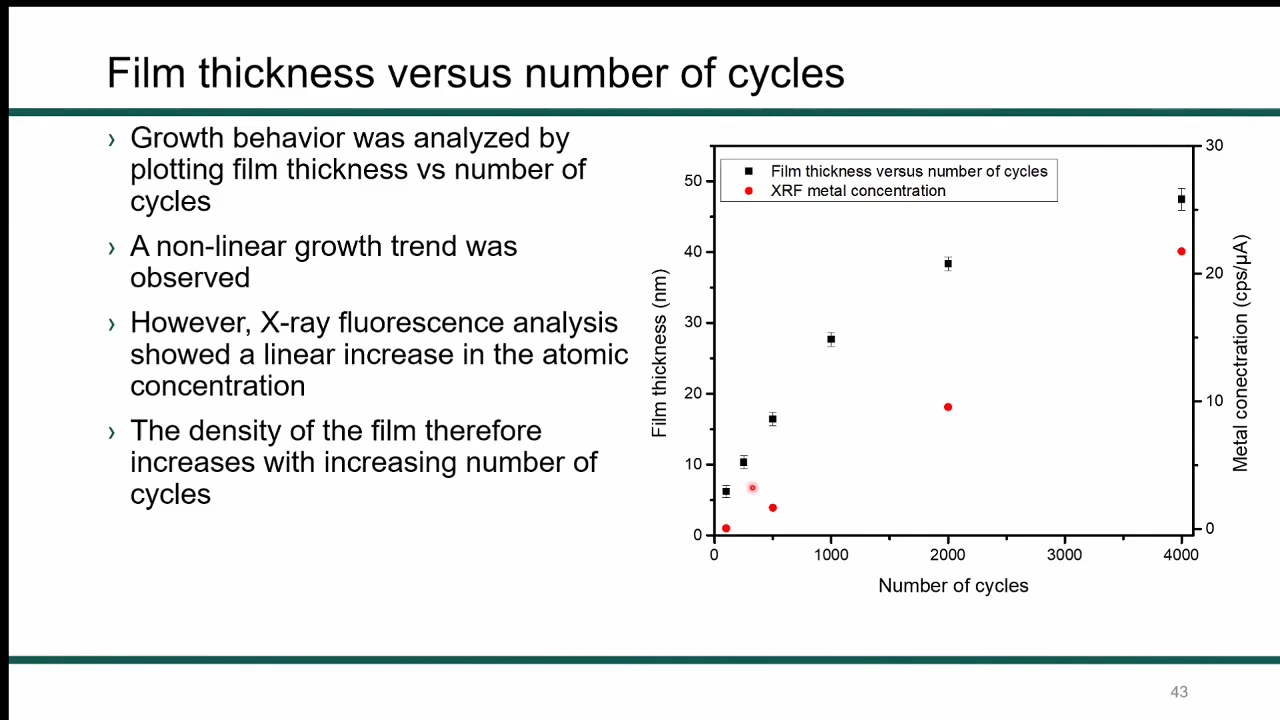 Film thickness versus number of cycles
› Growth behavior was analyzed by
plotting film thickness vs number of
cycles
› A non-linear growth trend was
observed
› However, X-ray fluorescence analysis
showed a linear increase in the atomic
concentration
› The density of the film therefore
increases with increasing number of
cycles
Film thickness versus number of cycles
XRF metal concentration
Film thickness (nm)
50
40
30
20
10
0
0 1000 2000 3000 4000
Number of cycles
30
20
10
0
Metal conectration (cps/μA)
43